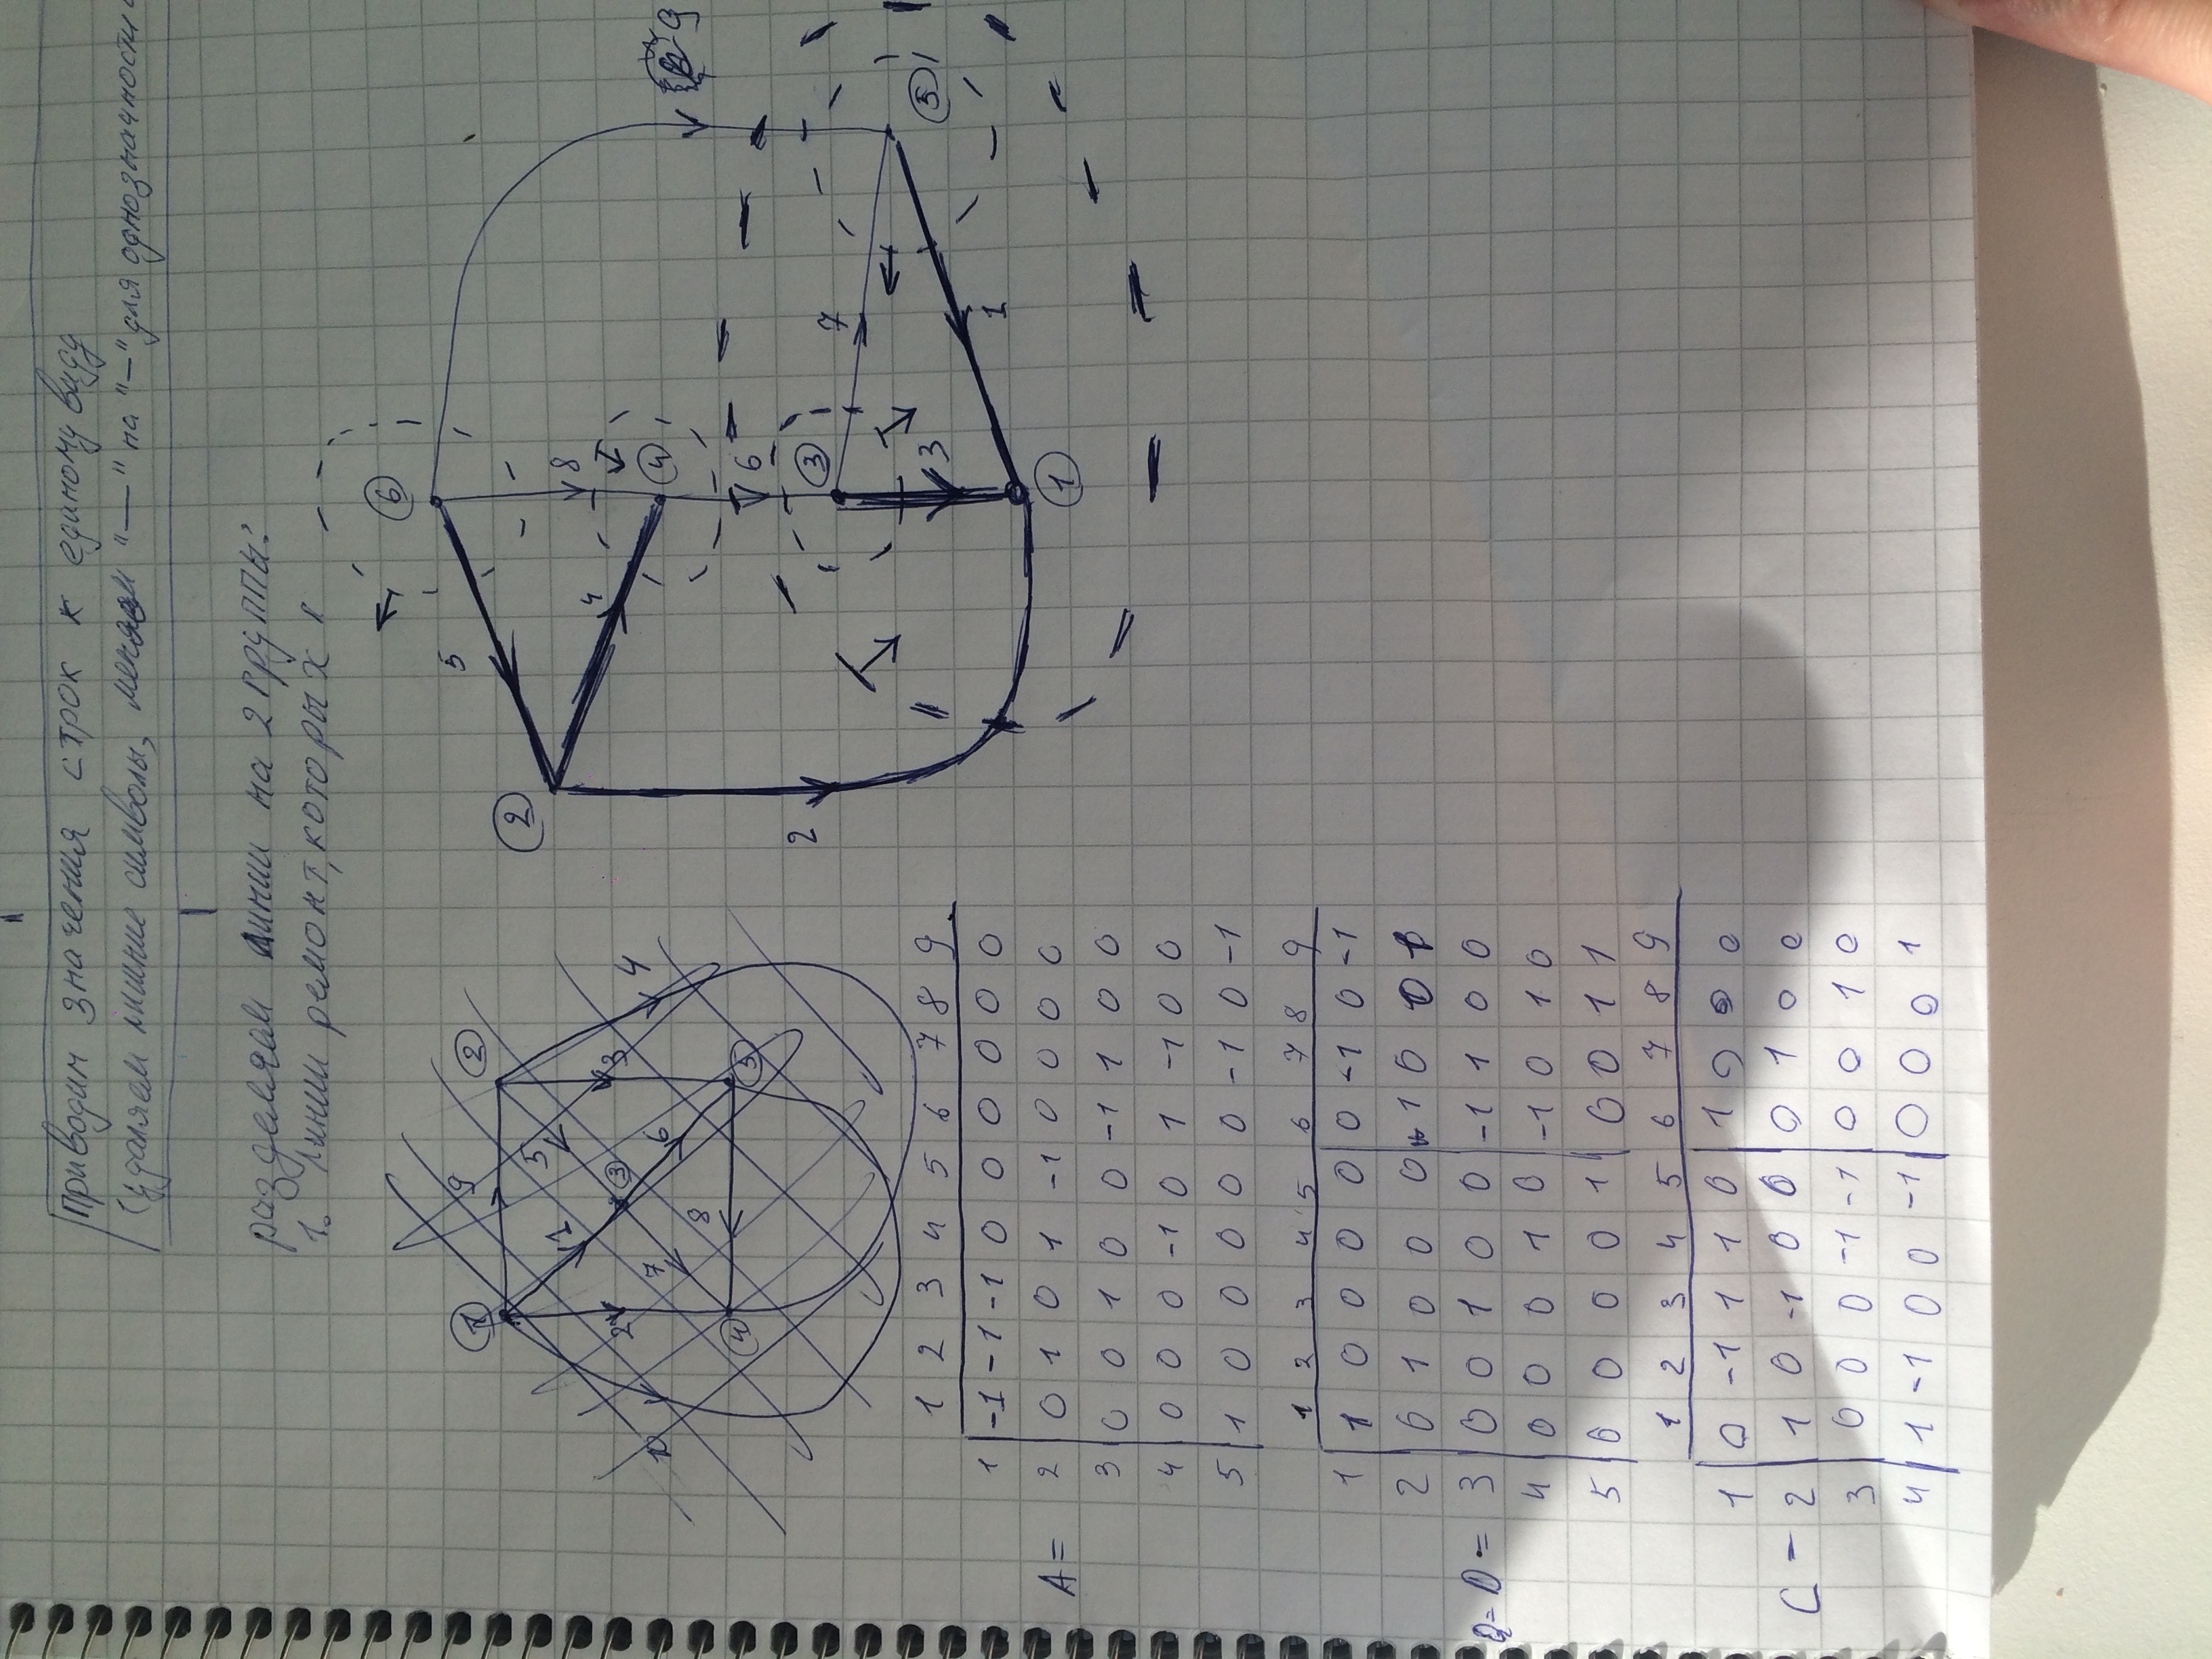 приводим значения строк к единому виду
(удаляем лишние символы, меняем "—" на "-" для однозначности
разделяем линии на 2 группы:
1. Линии ремонт, которых
1 9 2
1 5
2 3 3 4
10 7 6
8
4 5
6
5
2
8
4
4
9
6
2 3
7
5
3
1
1
1 2 3 4 5 6 7 8 9
1 -1 -1 -1 0 0 0 0 0 0
A = 2 0 1 0 1 -1 0 0 0 0
3 0 0 1 0 0 -1 1 0 0
4 0 0 0 -1 0 1 -1 0 0
5 1 0 0 0 0 0 -1 0 -1
1 2 3 4 5 6 7 8 9
1 1 0 0 0 0 0 -1 0 -1
2 0 1 0 0 0 1 0 0
Q = D = 3 0 0 1 0 0 -1 1 0 0
4 0 0 0 1 0 -1 0 1 0
5 0 0 0 0 1 0 0 1 1
1 2 3 4 5 6 7 8 9
1 0 -1 1 1 0 1 0 0 0
C - 2 1 0 -1 0 0 0 1 0 0
3 0 0 0 -1 -1 0 0 1 0
4 1 -1 0 0 -1 0 0 0 1